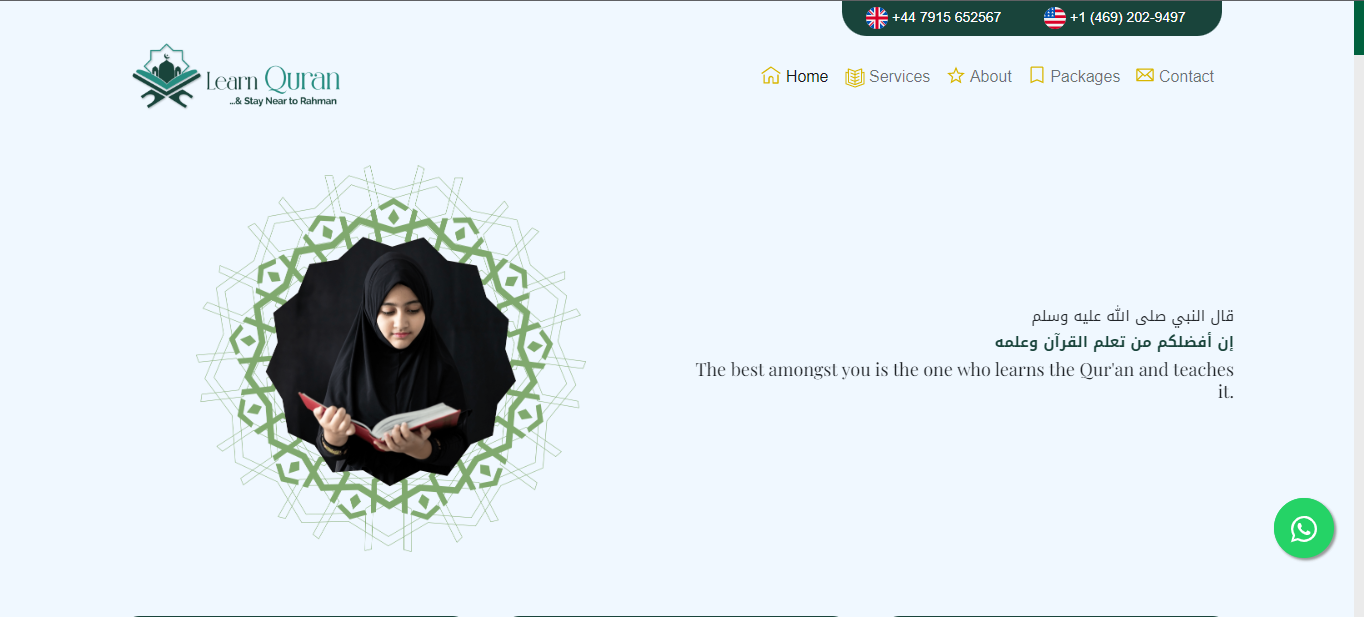 +44 7915 652567 +1 (469) 202-9497
Learn Quran
...& Stay Near to Rahman
Home Services About Packages Contact
قال النبي صلى الله عليه وسلم
إن أفضلكم من تعلم القرآن وعلمه
The best amongst you is the one who learns the Qur'an and teaches
it.